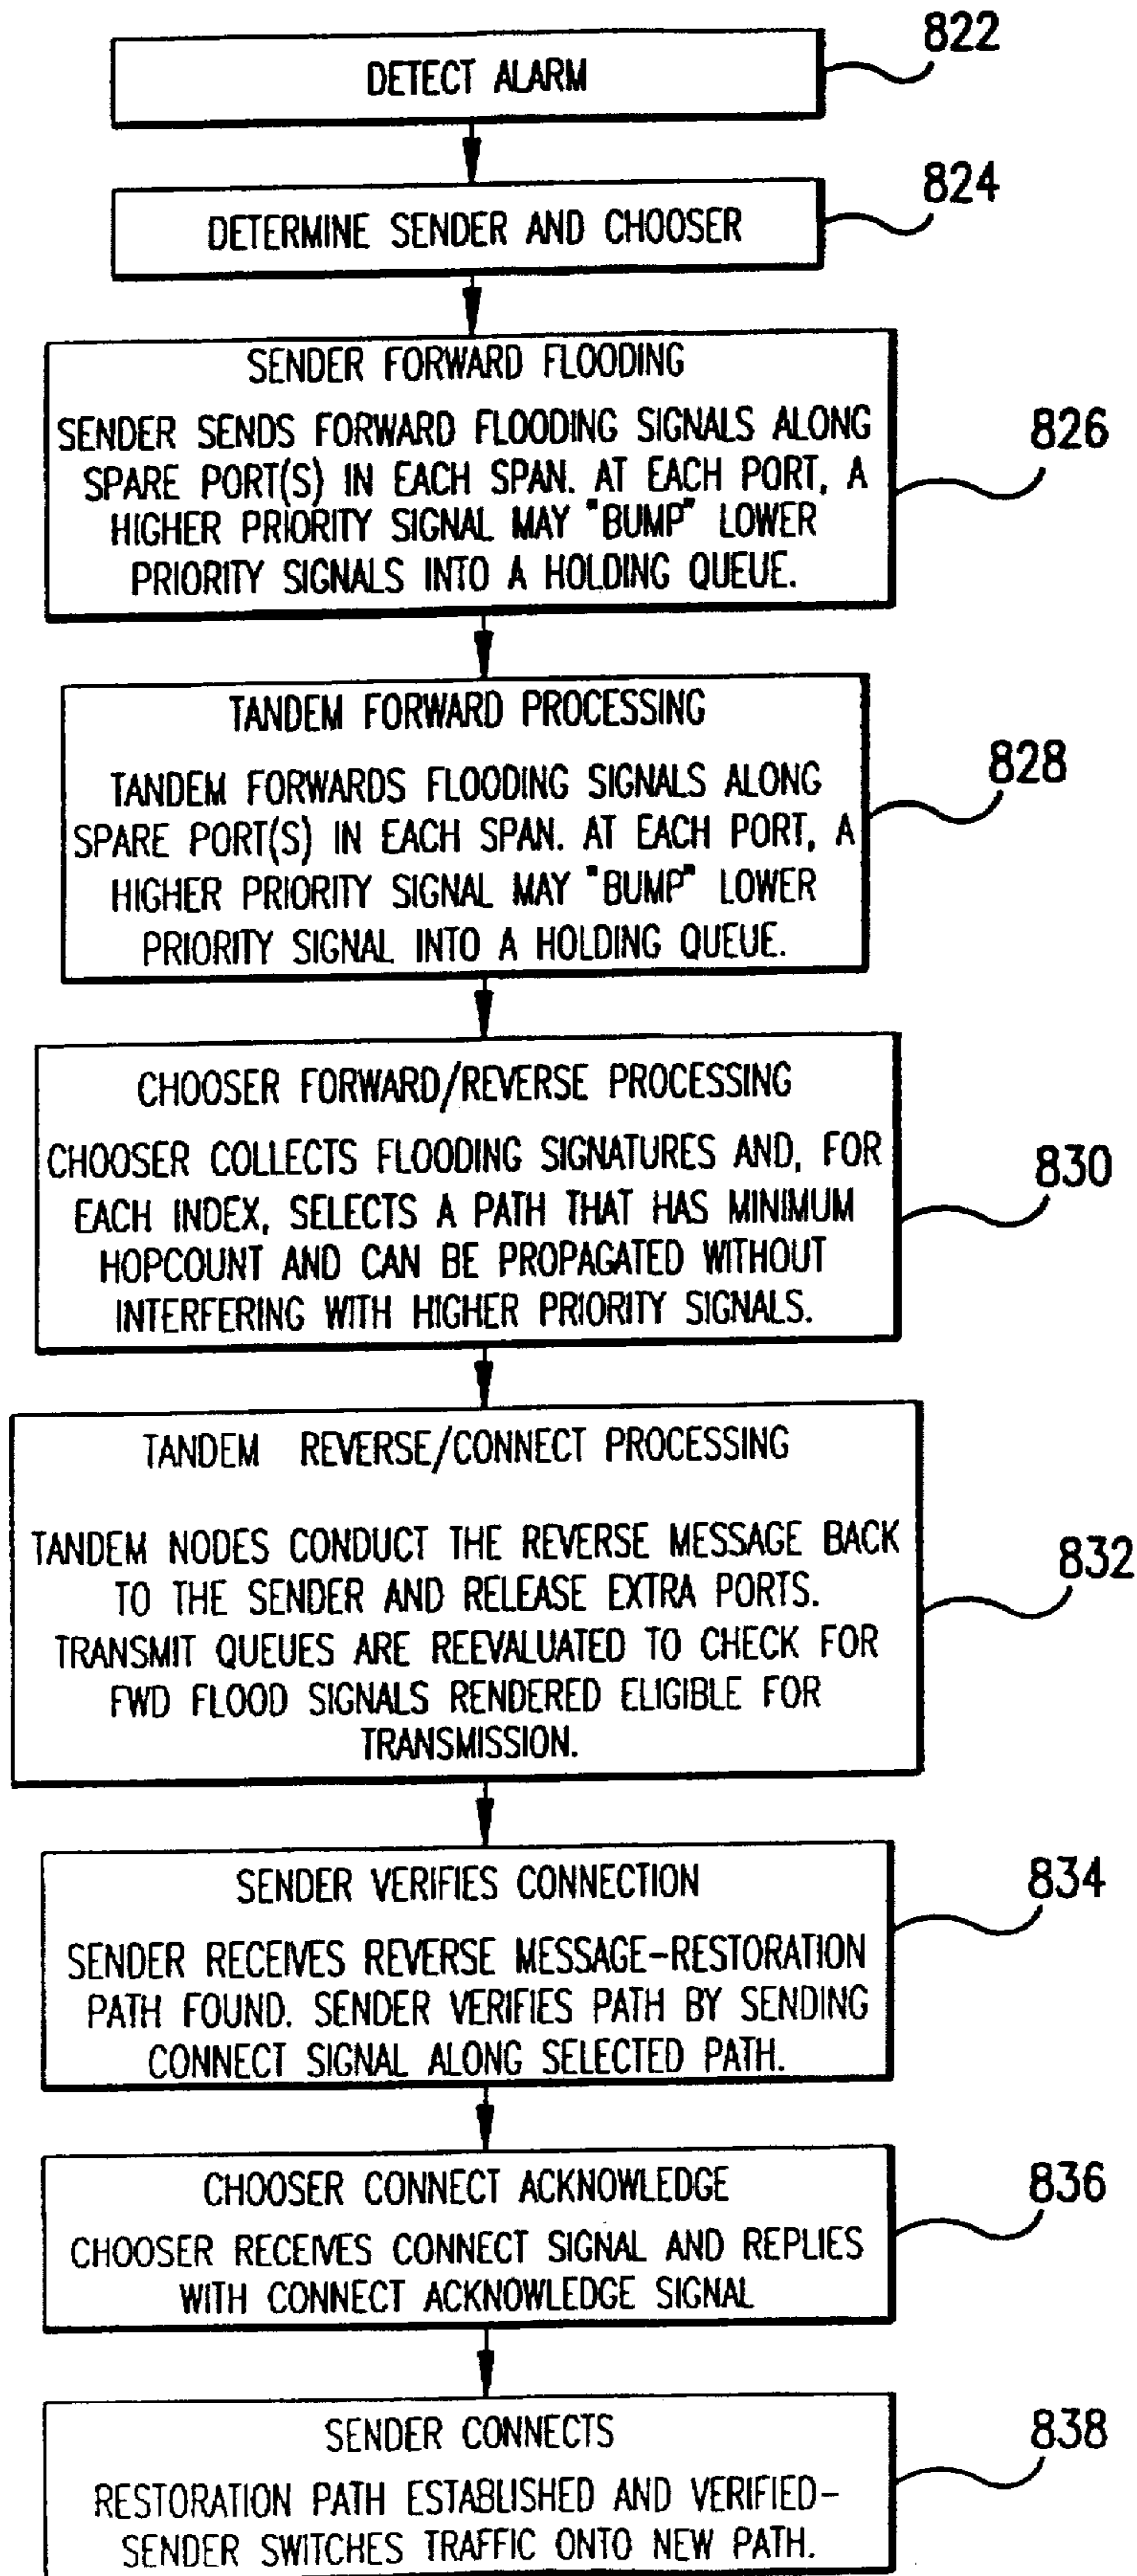 DETECT ALARM
822
DETERMINE SENDER AND CHOOSER
824
SENDER FORWARD FLOODING
SENDER SENDS FORWARD FLOODING SIGNALS ALONG
SPARE PORT(S) IN EACH SPAN. AT EACH PORT, A
HIGHER PRIORITY SIGNAL MAY "BUMP" LOWER
PRIORITY SIGNALS INTO A HOLDING QUEUE.
826
TANDEM FORWARD PROCESSING
TANDEM FORWARDS FLOODING SIGNALS ALONG
SPARE PORT(S) IN EACH SPAN. AT EACH PORT, A
HIGHER PRIORITY SIGNAL MAY "BUMP" LOWER
PRIORITY SIGNAL INTO A HOLDING QUEUE.
828
CHOOSER FORWARD/REVERSE PROCESSING
CHOOSER COLLECTS FLOODING SIGNATURES AND, FOR
EACH INDEX, SELECTS A PATH THAT HAS MINIMUM
HOPCOUNT AND CAN BE PROPAGATED WITHOUT
INTERFERING WITH HIGHER PRIORITY SIGNALS.
830
TANDEM REVERSE/CONNECT PROCESSING
TANDEM NODES CONDUCT THE REVERSE MESSAGE BACK
TO THE SENDER AND RELEASE EXTRA PORTS.
TRANSMIT QUEUES ARE REEVALUATED TO CHECK FOR
FWD FLOOD SIGNALS RENDERED ELIGIBLE FOR
TRANSMISSION.
832
SENDER VERIFIES CONNECTION
SENDER RECEIVES REVERSE MESSAGE-RESTORATION
PATH FOUND. SENDER VERIFIES PATH BY SENDING
CONNECT SIGNAL ALONG SELECTED PATH.
834
CHOOSER CONNECT ACKNOWLEDGE
CHOOSER RECEIVES CONNECT SIGNAL AND REPLIES
WITH CONNECT ACKNOWLEDGE SIGNAL
836
SENDER CONNECTS
RESTORATION PATH ESTABLISHED AND VERIFIED-
SENDER SWITCHES TRAFFIC ONTO NEW PATH.
838